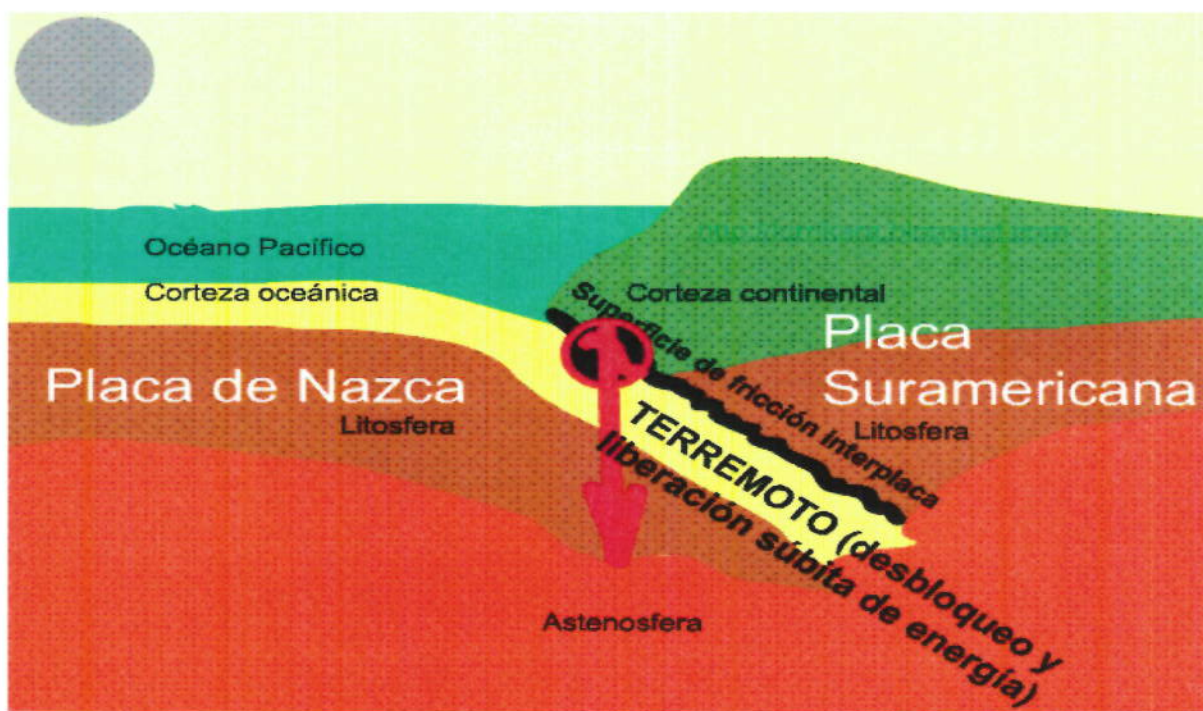 Océano Pacífico
Corteza oceánica
Corteza continental
Superficie de fricción interplaca
Placa
Suramericana
Placa de Nazca
Litosfera
Litosfera
TERREMOTO (desbloqueo y
liberación súbita de energía)
Astenosfera